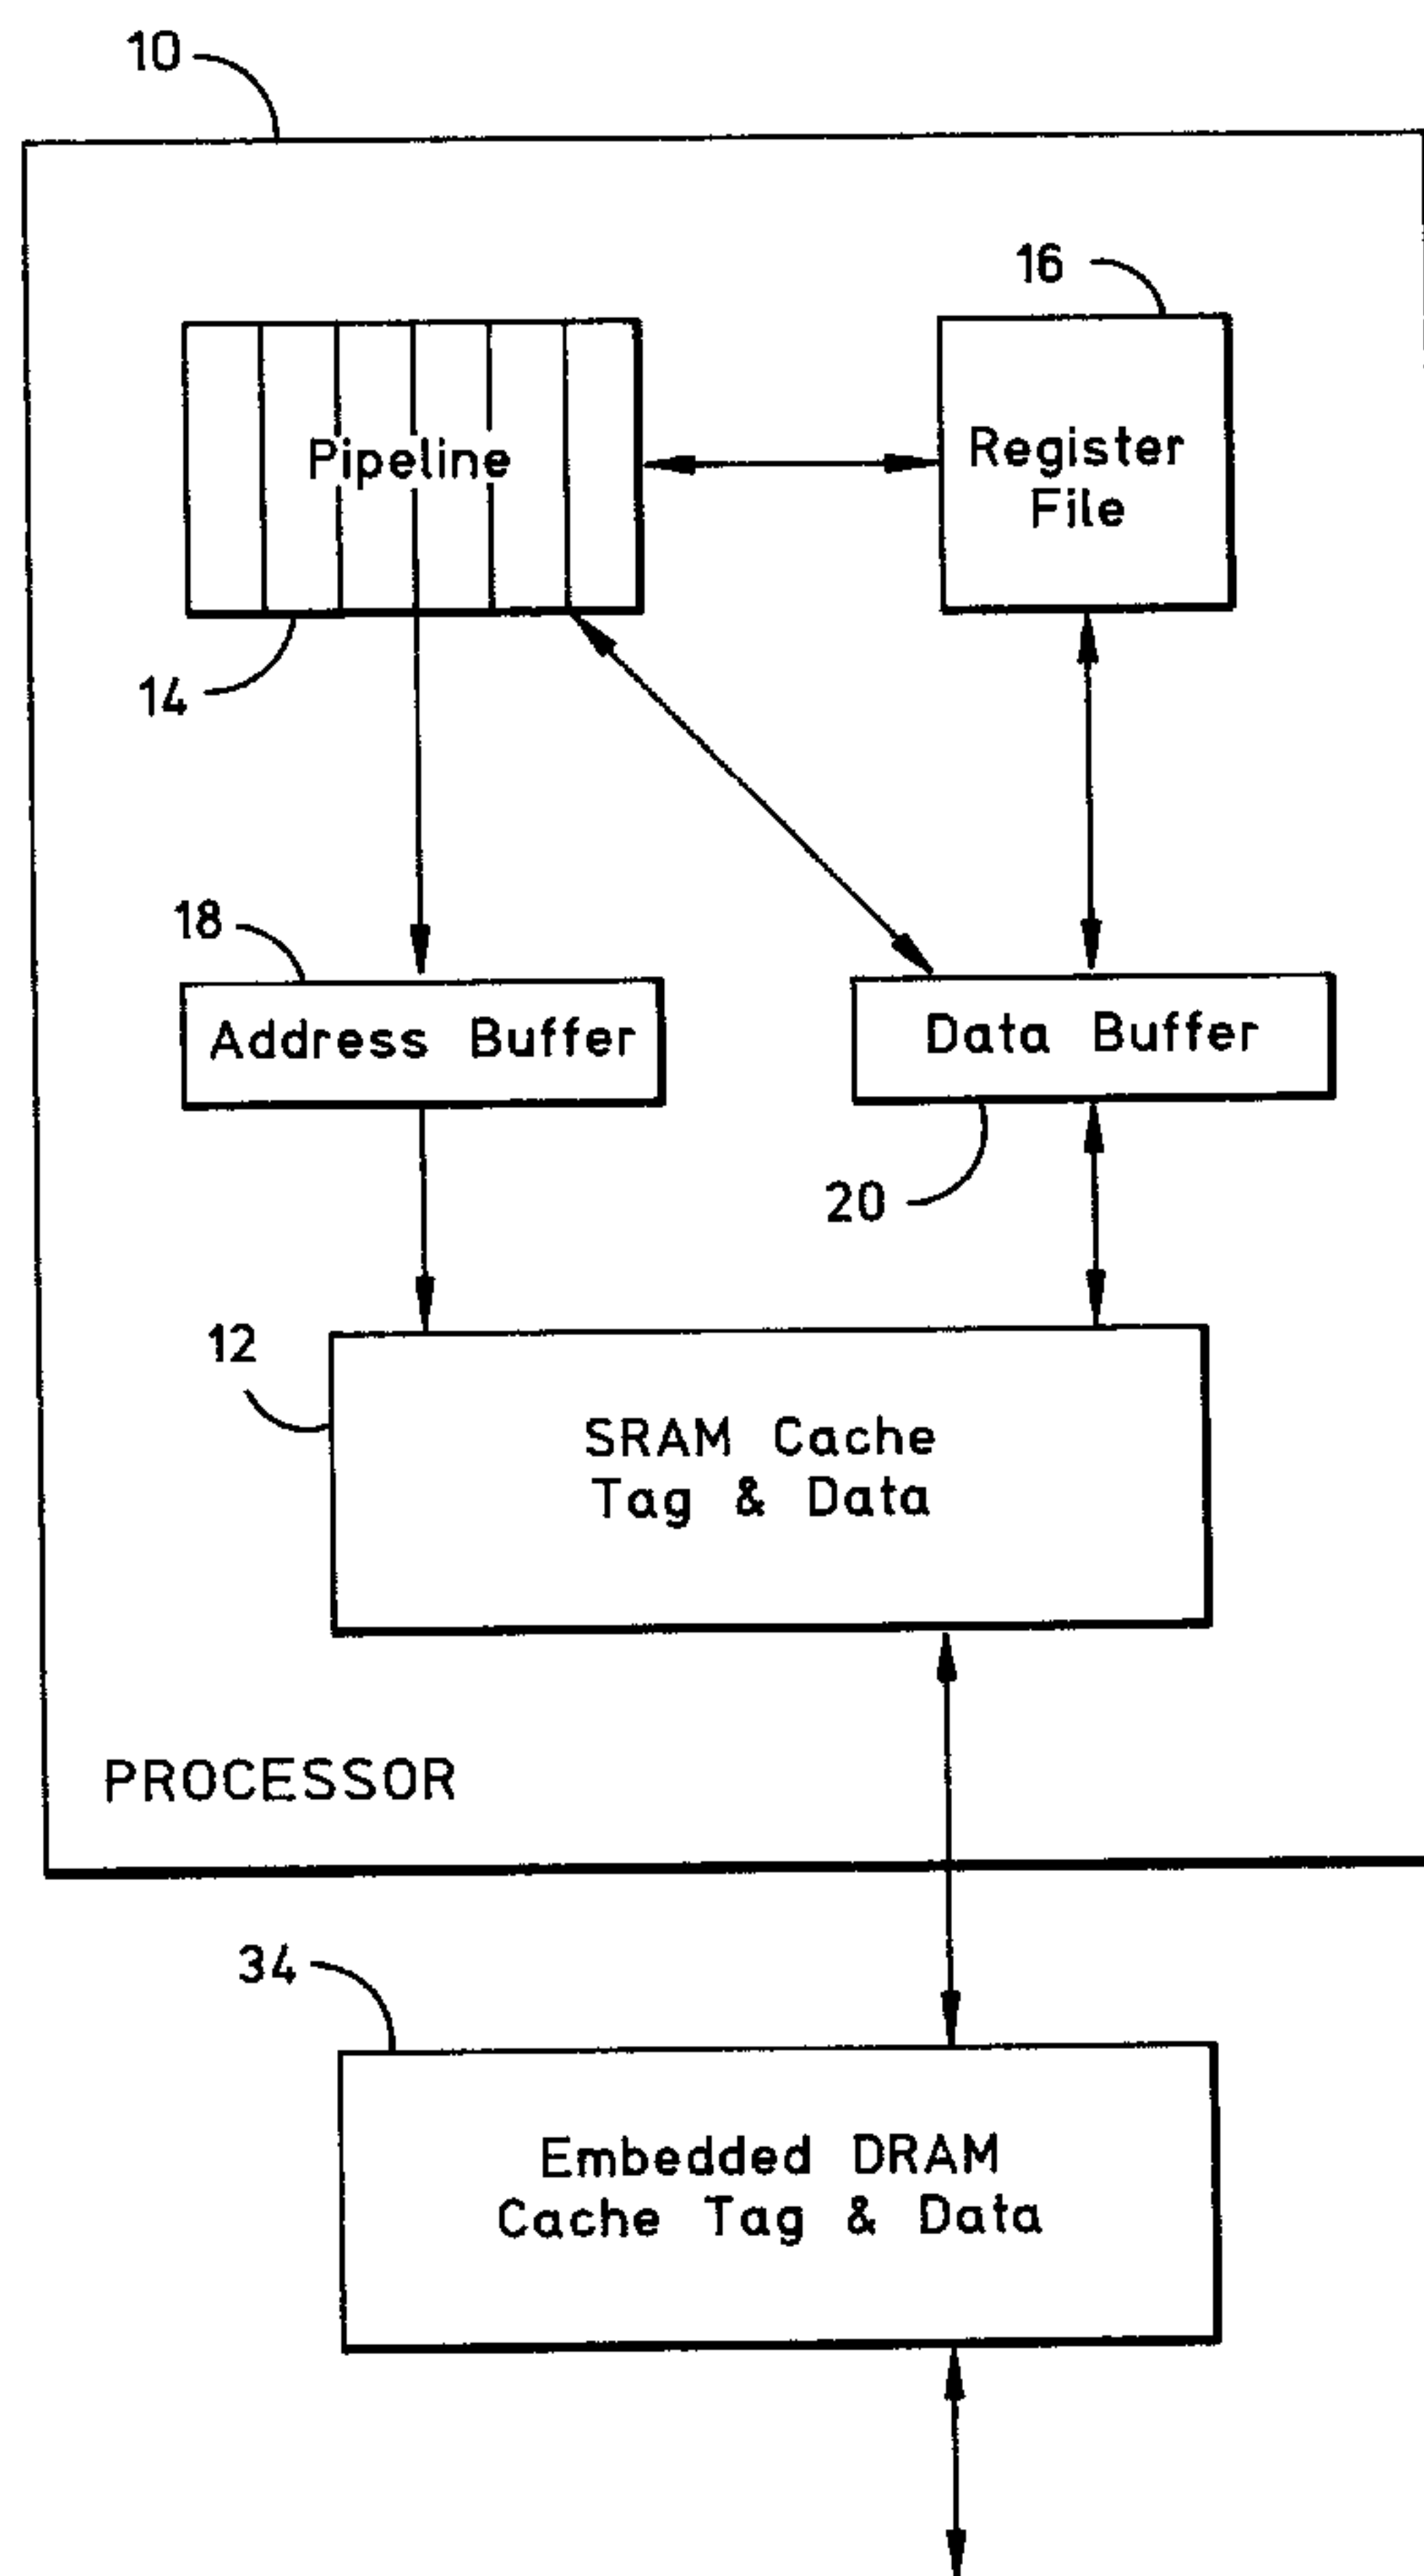 10
16
Pipeline
Register
File
14
18
Address Buffer
Data Buffer
20
12
SRAM Cache
Tag & Data
PROCESSOR
34
Embedded DRAM
Cache Tag & Data